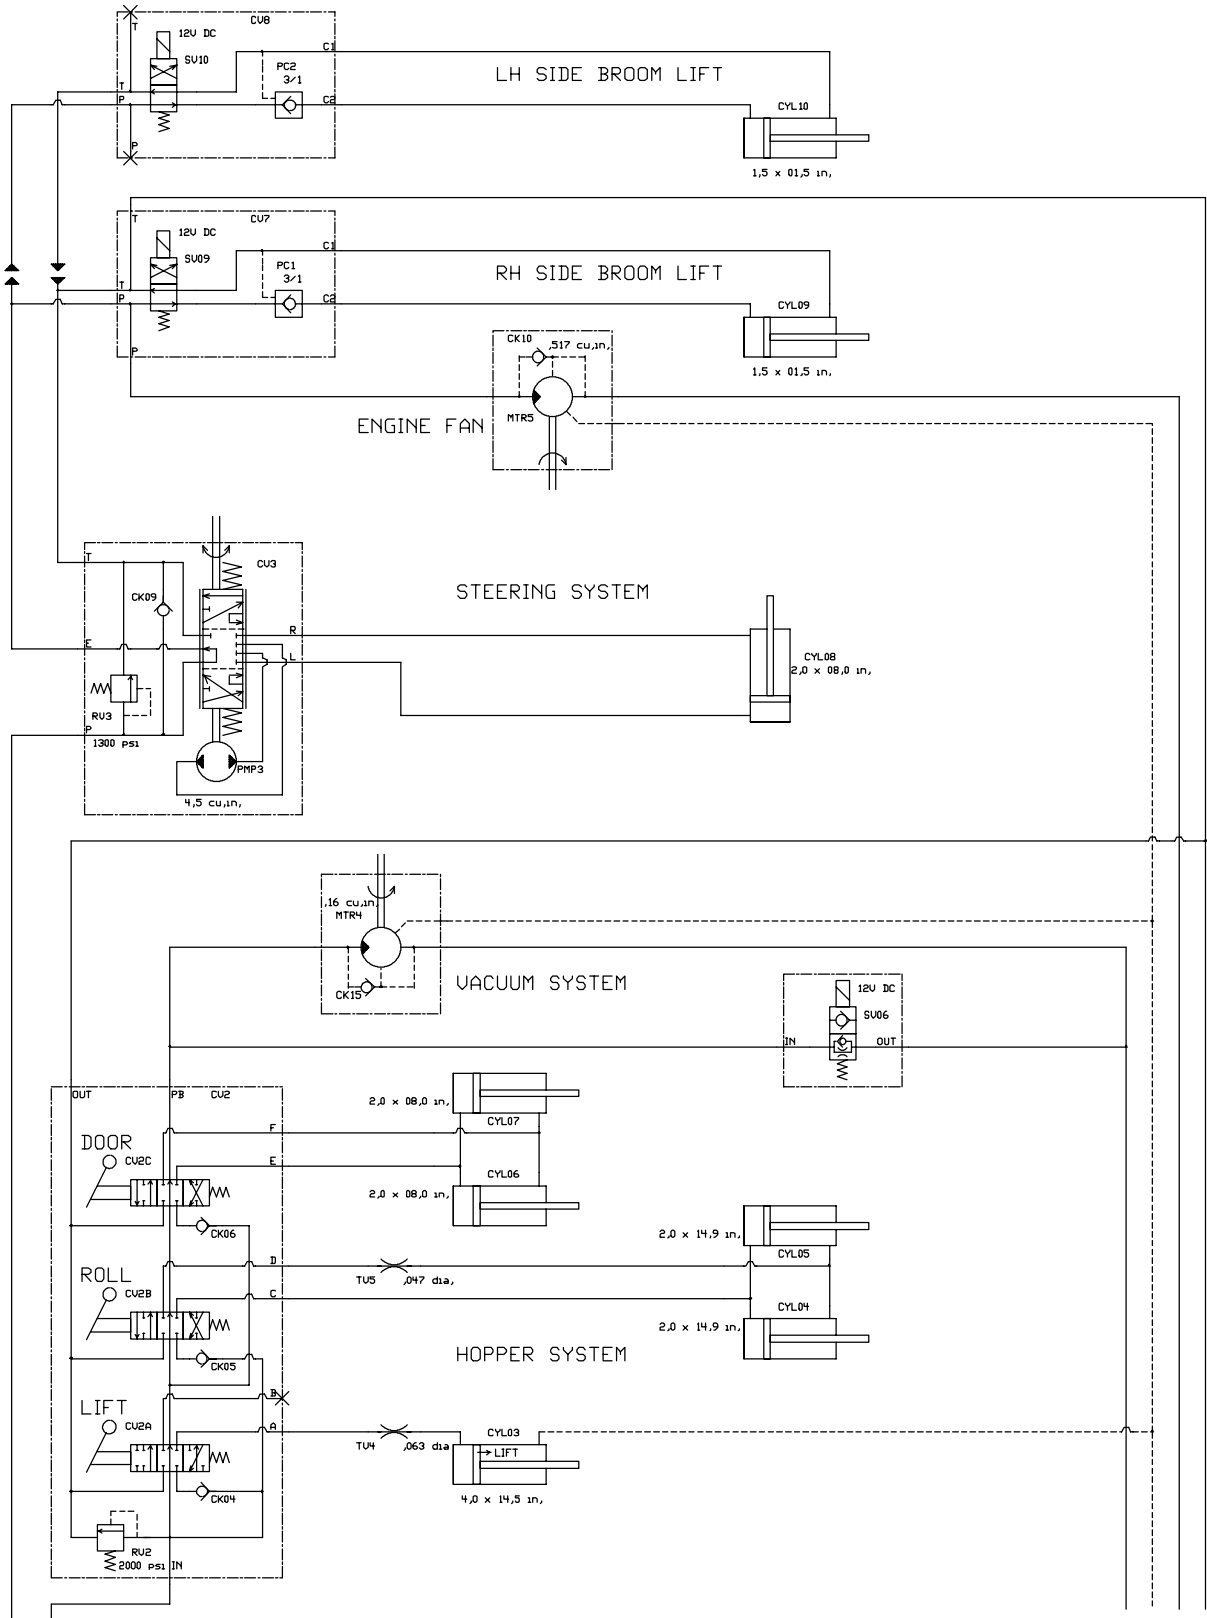 T
CV8
12V DC
SV10
C1
PC2
3/1
LH SIDE BROOM LIFT
T
P
C2
CYL10
P
1,5 x 01,5 in,
T
CV7
12V DC
SV09
C1
PC1
3/1
RH SIDE BROOM LIFT
T
P
C2
CYL09
P
CK10
,517 cu,in,
1,5 x 01,5 in,
MTR5
ENGINE FAN
T
CV3
STEERING SYSTEM
CK09
R
E
L
CYL08
2,0 x 08,0 in,
RV3
P
1300 psi
PMP3
4,5 cu,in,
,16 cu,in,
MTR4
CK15
VACUUM SYSTEM
12V DC
SV06
IN
OUT
OUT
PB
CV2
2,0 x 08,0 in,
CYL07
F
DOOR
CV2C
E
CYL06
2,0 x 08,0 in,
CK06
2,0 x 14,9 in,
CYL05
D
ROLL
TV5
,047 dia,
CV2B
C
CYL04
2,0 x 14,9 in,
CK05
HOPPER SYSTEM
B
LIFT
CV2A
A
CYL03
TV4
,063 dia
LIFT
CK04
4,0 x 14,5 in,
RV2
2000 psi
IN